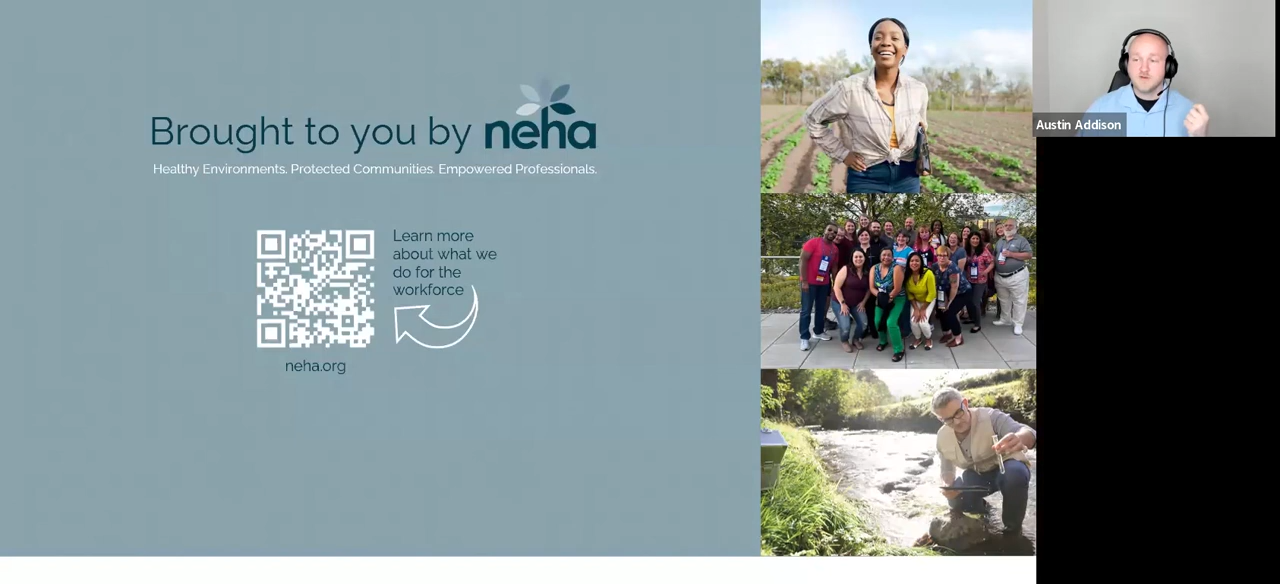 Brought to you by neha
Healthy Environments. Protected Communities. Empowered Professionals.
Learn more
about what we
do for the
workforce
neha.org
Austin Addison